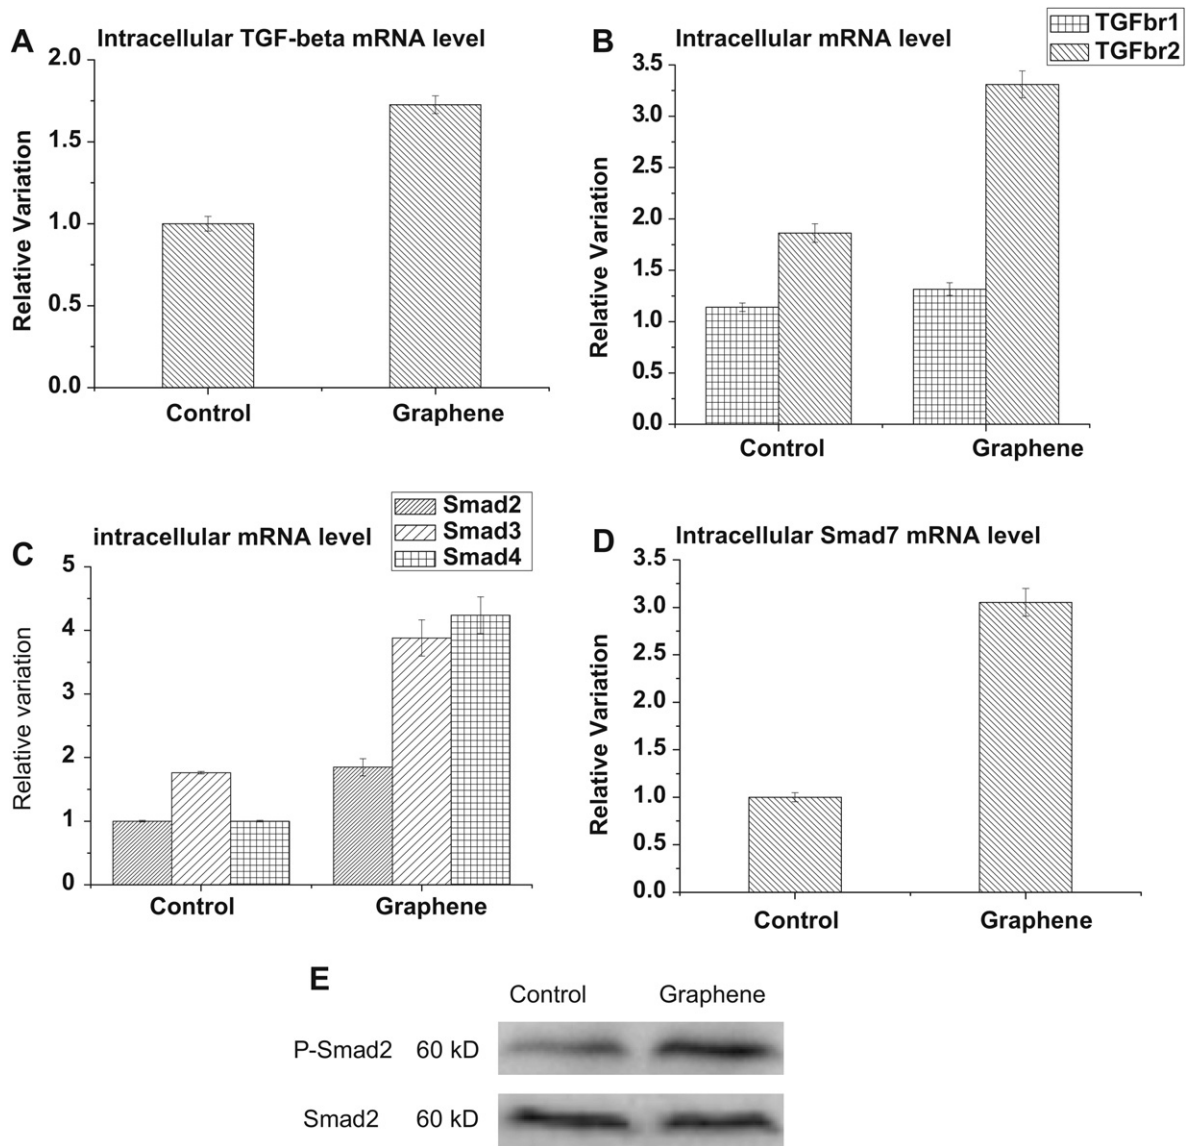 A
Intracellular TGF-beta mRNA level
2.0
1.5
1.0
0.5
0.0
Relative Variation
Control Graphene
B
Intracellular mRNA level
TGFbr1
TGFbr2
3.5
3.0
2.5
2.0
1.5
1.0
0.5
0.0
Relative Variation
Control Graphene
C
intracellular mRNA level
Smad2
Smad3
Smad4
5
4
3
2
1
0
Relative variation
Control Graphene
D
Intracellular Smad7 mRNA level
3.5
3.0
2.5
2.0
1.5
1.0
0.5
0.0
Relative Variation
Control Graphene
E
Control Graphene
P-Smad2 60 kD
Smad2 60 kD